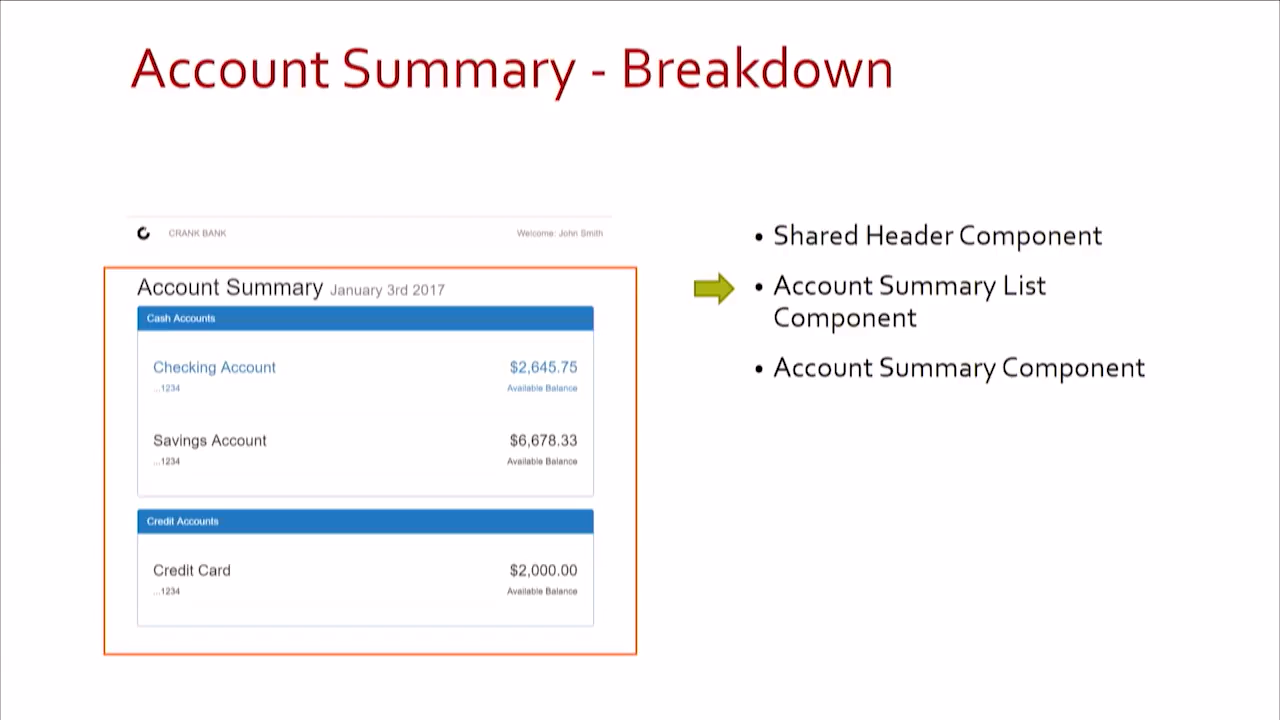 Account Summary - Breakdown
CRANK BANK
Welcome: John Smith
Account Summary January 3rd 2017
Cash Accounts
Checking Account $2,645.75
...1234 Available Balance
Savings Account $6,678.33
...1234 Available Balance
Credit Accounts
Credit Card $2,000.00
...1234 Available Balance
• Shared Header Component
• Account Summary List
Component
• Account Summary Component